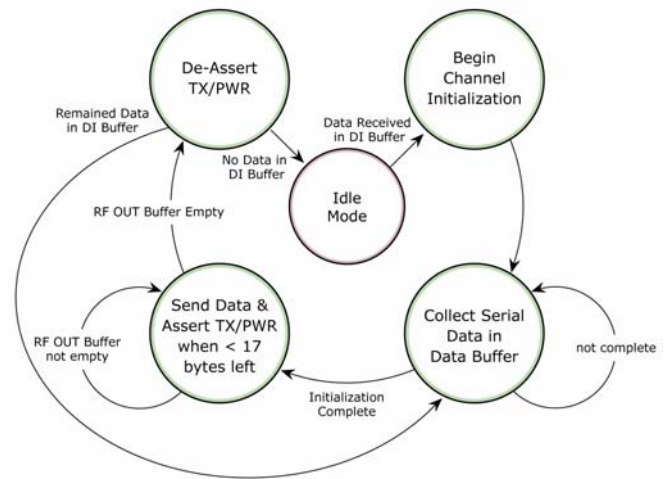 De-Assert
TX/PWR
Begin
Channel
Initialization
Remained Data
in DI Buffer
Data Received
in DI Buffer
No Data in
DI Buffer
Idle
Mode
RF OUT Buffer Empty
Send Data &
Assert TX/PWR
when < 17
bytes left
Collect Serial
Data in
Data Buffer
RF OUT Buffer
not empty
not complete
Initialization
Complete